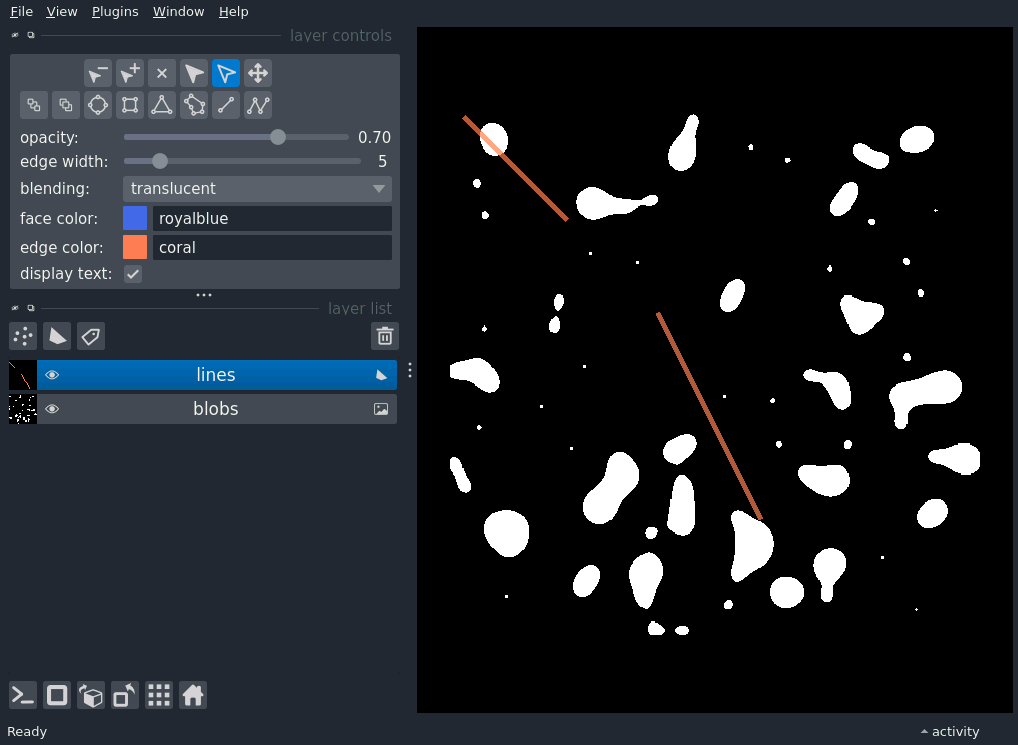 File View Plugins Window Help
layer controls
opacity: 0.70
edge width: 5
blending: translucent
face color: royalblue
edge color: coral
display text:
layer list
lines
blobs
Ready activity